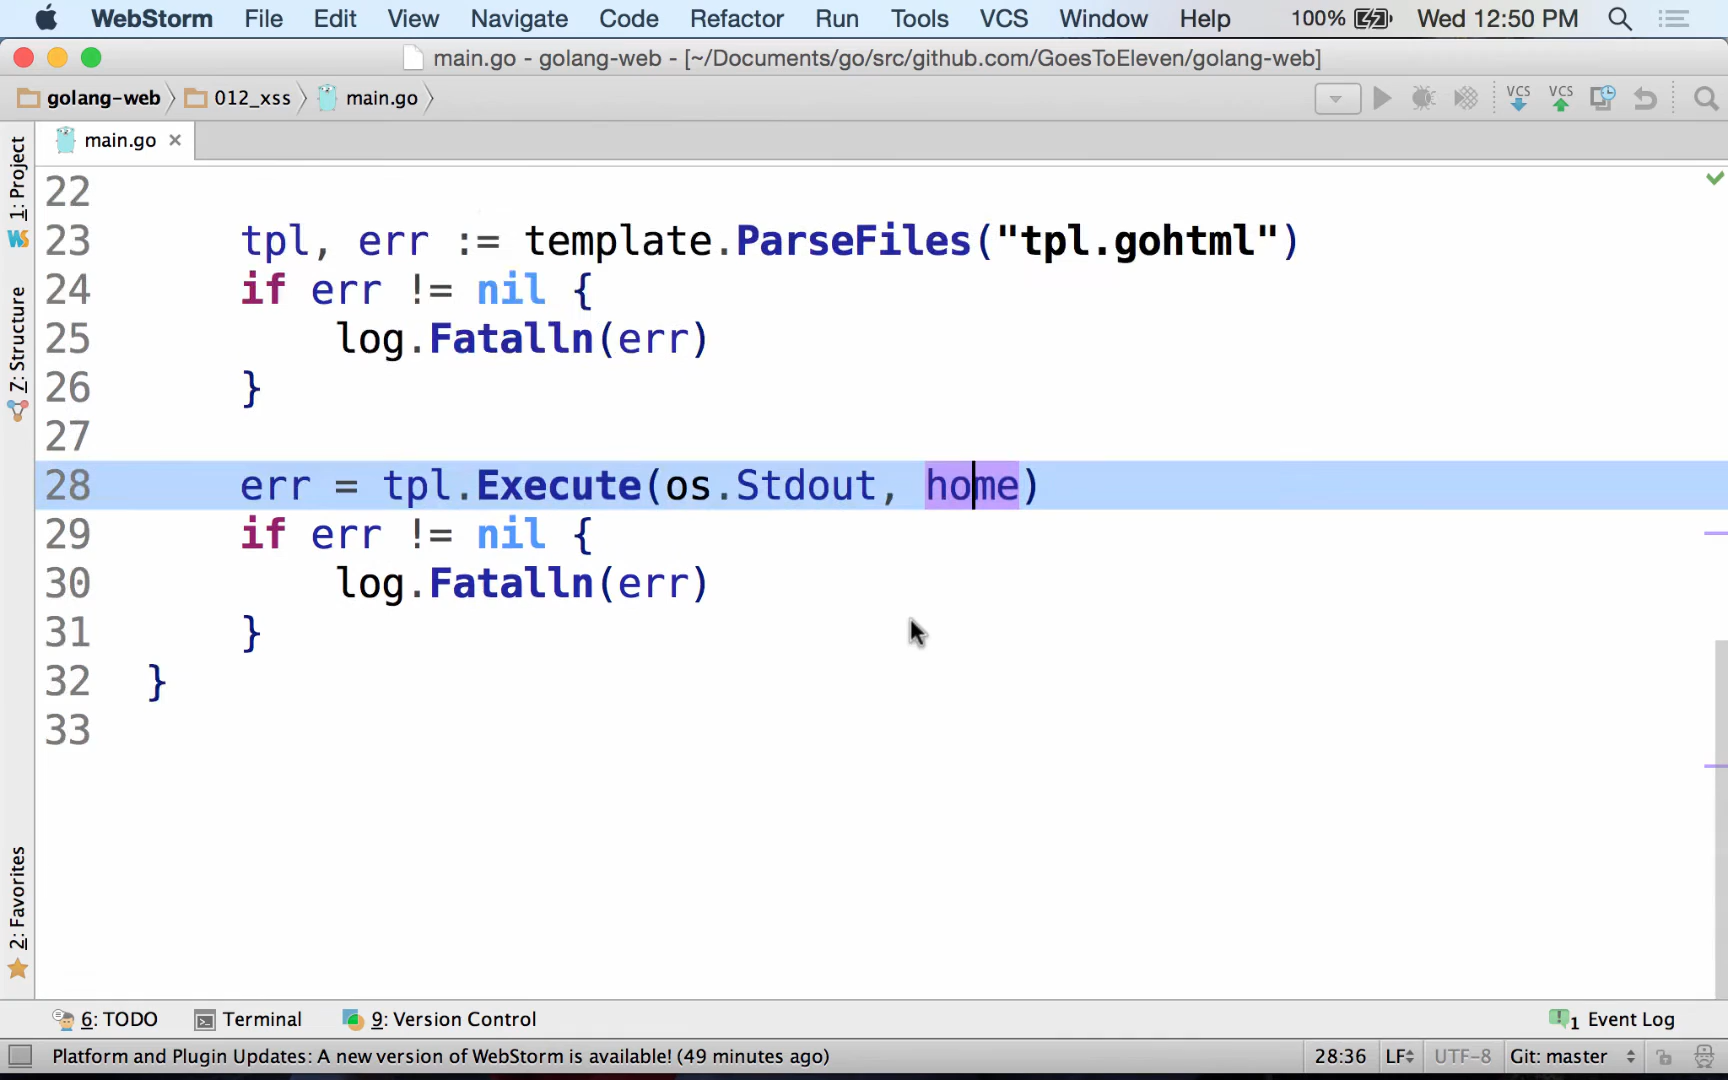 WebStorm File Edit View Navigate Code Refactor Run Tools VCS Window Help 100% Wed 12:50 PM
main.go - golang-web - [~/Documents/go/src/github.com/GoesToEleven/golang-web]
golang-web 012_xss main.go VCS VCS
main.go
1: Project
7: Structure
2: Favorites
22
23 tpl, err := template.ParseFiles("tpl.gohtml")
24 if err != nil {
25 log.Fatalln(err)
26 }
27
28 err = tpl.Execute(os.Stdout, home)
29 if err != nil {
30 log.Fatalln(err)
31 }
32 }
33
6: TODO Terminal 9: Version Control 1 Event Log
Platform and Plugin Updates: A new version of WebStorm is available! (49 minutes ago) 28:36 LF UTF-8 Git: master